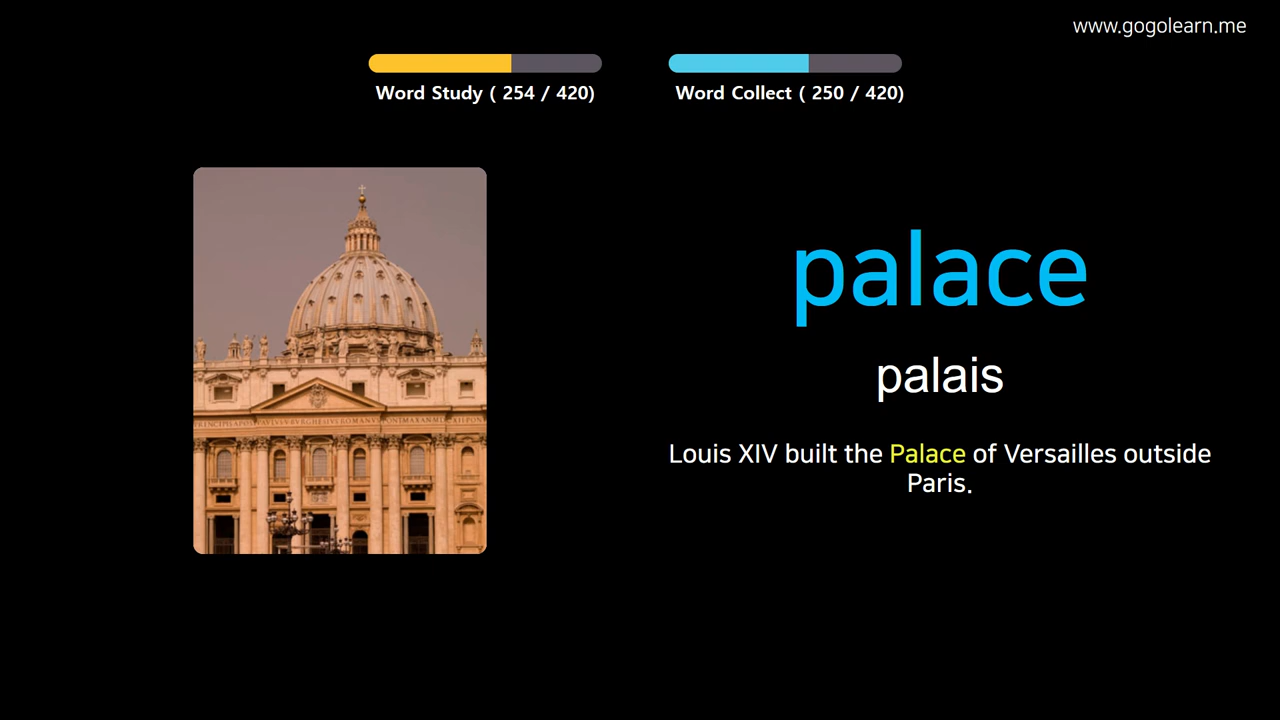 www.gogolearn.me
Word Study ( 254 / 420)
Word Collect ( 250 / 420)
palace
palais
Louis XIV built the Palace of Versailles outside
Paris.